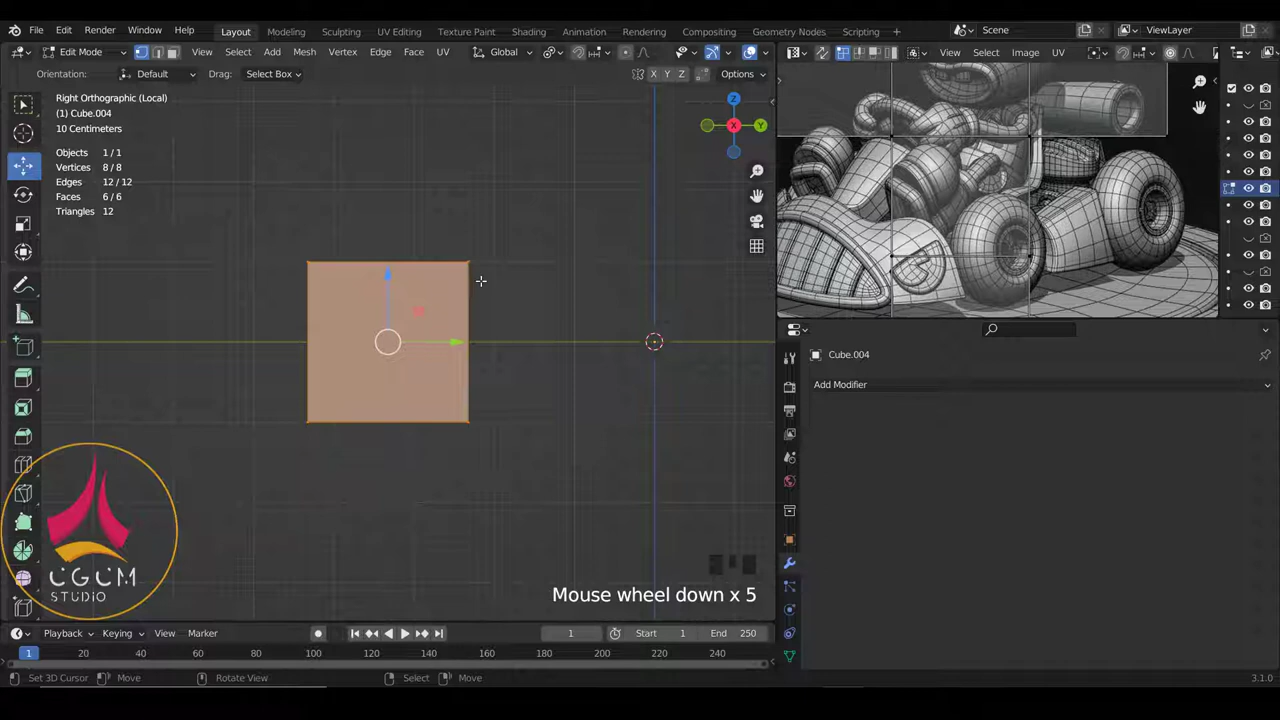 File Edit Render Window Help Layout Modeling Sculpting UV Editing Texture Paint Shading Animation Rendering Compositing Geometry Nodes Scripting Scene ViewLayer
Edit Mode View Select Add Mesh Vertex Edge Face UV Global View Select Image UV
Orientation: Default Drag: Select Box X Y Z Options
Right Orthographic (Local)
(1) Cube.004
10 Centimeters
Objects 1 / 1
Vertices 8 / 8
Edges 12 / 12
Faces 6 / 6
Triangles 12
Z
X
Y
Cube.004
Add Modifier
CGCM
STUDIO
Mouse wheel down x 5
Playback Keying View Marker 1 Start 1 End 250
1 20 40 60 80 100 120 140 160 180 200 220 240
Set 3D Cursor Move Rotate View Select Move 3.1.0